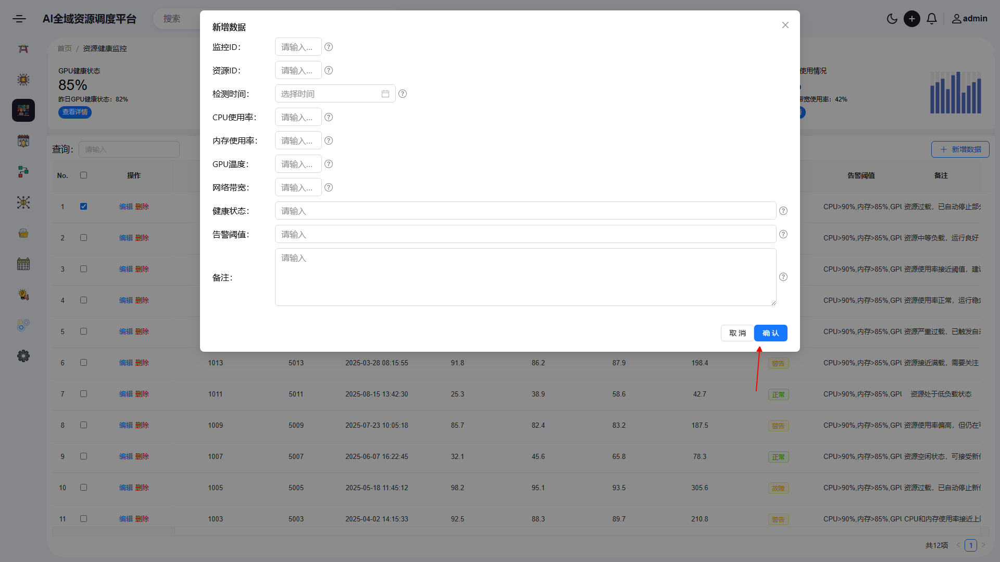 AI全域资源调度平台
搜索
admin
首页 / 资源健康监控
GPU健康状态
85%
昨日GPU健康状态：82%
查看详情
使用情况
带宽使用率：42%
查询：
请输入
新增数据
新增数据
监控ID：
请输入...
资源ID：
请输入...
检测时间：
选择时间
CPU使用率：
请输入...
内存使用率：
请输入...
GPU温度：
请输入...
网络带宽：
请输入...
健康状态：
请输入
告警阈值：
请输入
备注：
请输入
取 消
确 认
No. 操作 告警阈值 备注
1 编辑 删除 CPU>90%,内存>85%,GPU 资源过载，已自动停止部分
2 编辑 删除 CPU>90%,内存>85%,GPU 资源中等负载，运行良好
3 编辑 删除 CPU>90%,内存>85%,GPU 资源使用率接近阈值，建议
4 编辑 删除 CPU>90%,内存>85%,GPU 资源使用率正常，运行稳定
5 编辑 删除 CPU>90%,内存>85%,GPU 资源严重过载，已触发自动
6 编辑 删除 1013 5013 2025-03-28 08:15:55 91.8 86.2 87.9 198.4 警告 CPU>90%,内存>85%,GPU 资源接近满载，需要关注
7 编辑 删除 1011 5011 2025-08-15 13:42:30 25.3 38.9 58.6 42.7 正常 CPU>90%,内存>85%,GPU 资源处于低负载状态
8 编辑 删除 1009 5009 2025-07-23 10:05:18 85.7 82.4 83.2 187.5 警告 CPU>90%,内存>85%,GPU 资源使用率偏高，但仍在可
9 编辑 删除 1007 5007 2025-06-07 16:22:45 32.1 45.6 65.8 78.3 正常 CPU>90%,内存>85%,GPU 资源空闲状态，可接受新任
10 编辑 删除 1005 5005 2025-05-18 11:45:12 98.2 95.1 93.5 305.6 故障 CPU>90%,内存>85%,GPU 资源过载，已自动停止新任
11 编辑 删除 1003 5003 2025-04-02 14:15:33 92.5 88.3 89.7 210.8 警告 CPU>90%,内存>85%,GPU CPU和内存使用率接近上限
共12项
1